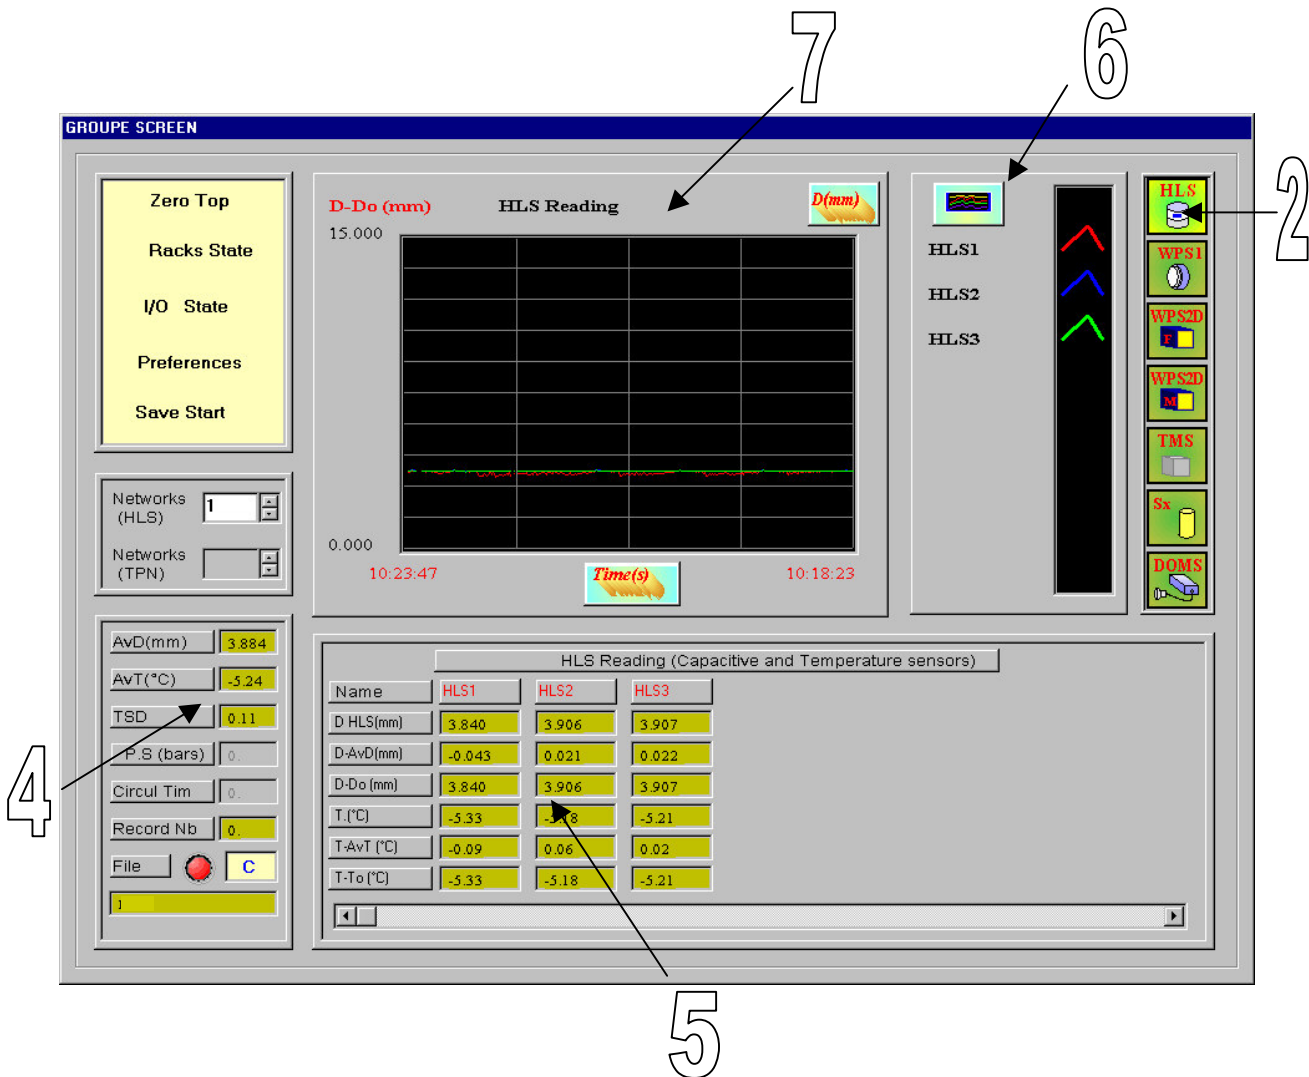 7
6
GROUPE SCREEN
2
Zero Top
Racks State
I/O State
Preferences
Save Start
Networks
(HLS)
1
Networks
(TPN)
D-Do (mm)
HLS Reading
D(mm)
15.000
0.000
10:23:47
Time(s)
10:18:23
HLS1
HLS2
HLS3
HLS
WPS1
WPS2D
F
WPS2D
M
TMS
Sx
DOMS
4
AvD(mm) 3.884
AvT(°C) -5.24
TSD 0.11
P.S (bars) 0.
Circul Tim 0.
Record Nb 0.
File C
1
HLS Reading (Capacitive and Temperature sensors)
Name HLS1 HLS2 HLS3
D HLS(mm) 3.840 3.906 3.907
D-AvD(mm) -0.043 0.021 0.022
D-Do (mm) 3.840 3.906 3.907
T.(°C) -5.33 -5.18 -5.21
T-AvT (°C) -0.09 0.06 0.02
T-To (°C) -5.33 -5.18 -5.21
5